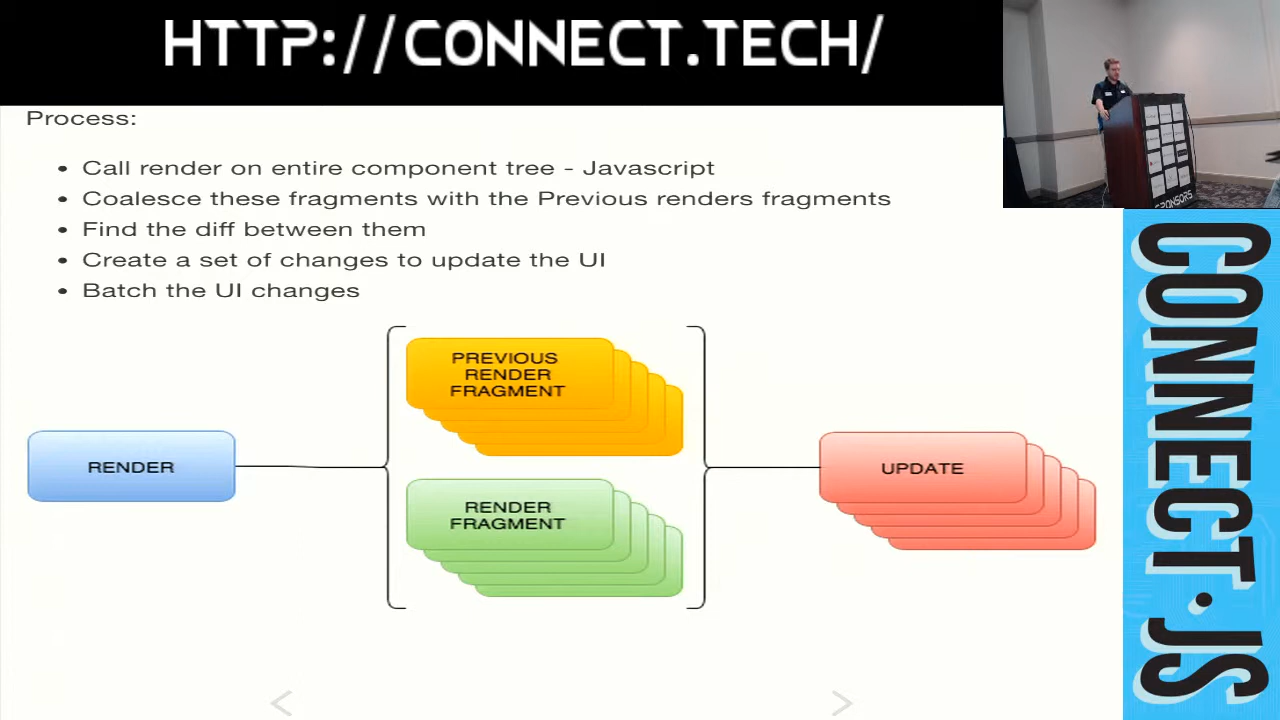 HTTP://CONNECT.TECH/
Process:
Call render on entire component tree - Javascript
Coalesce these fragments with the Previous renders fragments
Find the diff between them
Create a set of changes to update the UI
Batch the UI changes
PREVIOUS
RENDER
FRAGMENT
RENDER
RENDER
FRAGMENT
UPDATE
SPONSORS
CONNECT.JS